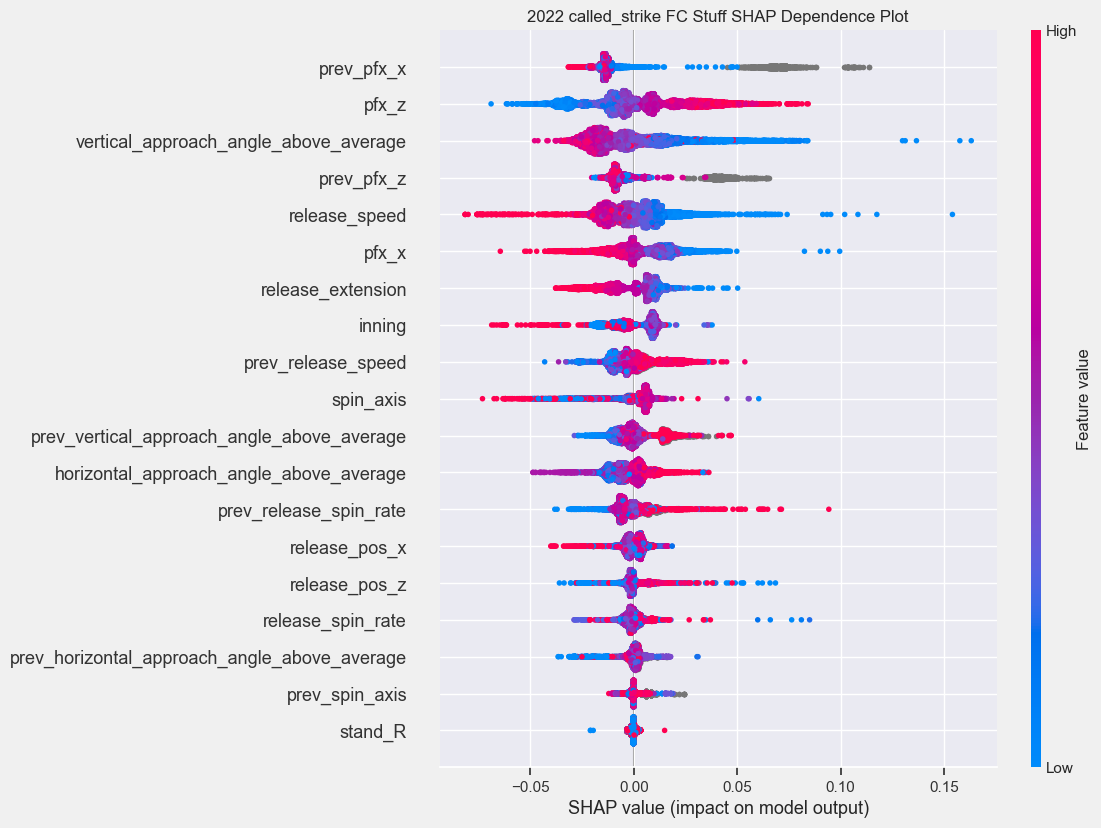 2022 called_strike FC Stuff SHAP Dependence Plot
High
prev_pfx_x
pfx_z
vertical_approach_angle_above_average
prev_pfx_z
release_speed
pfx_x
release_extension
inning
prev_release_speed
spin_axis
prev_vertical_approach_angle_above_average
horizontal_approach_angle_above_average
prev_release_spin_rate
release_pos_x
release_pos_z
release_spin_rate
prev_horizontal_approach_angle_above_average
prev_spin_axis
stand_R
Feature value
Low
−0.05 0.00 0.05 0.10 0.15
SHAP value (impact on model output)